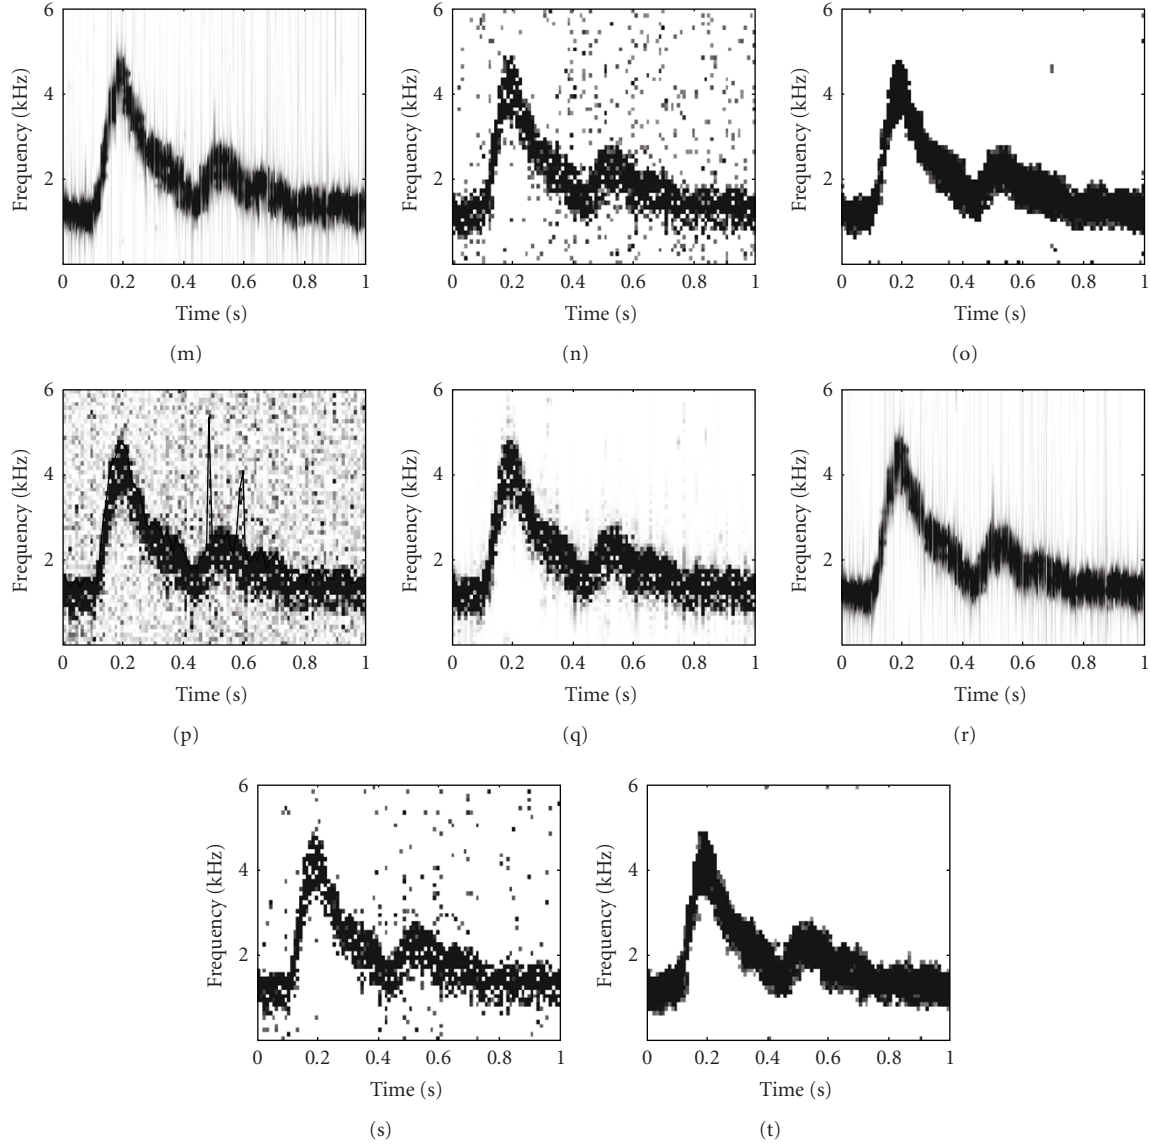 6 6 6
4 4 4
2 2 2
Frequency (kHz) Frequency (kHz) Frequency (kHz)
0 0.2 0.4 0.6 0.8 1 0 0.2 0.4 0.6 0.8 1 0 0.2 0.4 0.6 0.8 1
Time (s) Time (s) Time (s)
(m) (n) (o)
6 6 6
4 4 4
2 2 2
Frequency (kHz) Frequency (kHz) Frequency (kHz)
0 0.2 0.4 0.6 0.8 1 0 0.2 0.4 0.6 0.8 1 0 0.2 0.4 0.6 0.8 1
Time (s) Time (s) Time (s)
(p) (q) (r)
6 6
4 4
2 2
Frequency (kHz) Frequency (kHz)
0 0.2 0.4 0.6 0.8 1 0 0.2 0.4 0.6 0.8 1
Time (s) Time (s)
(s) (t)